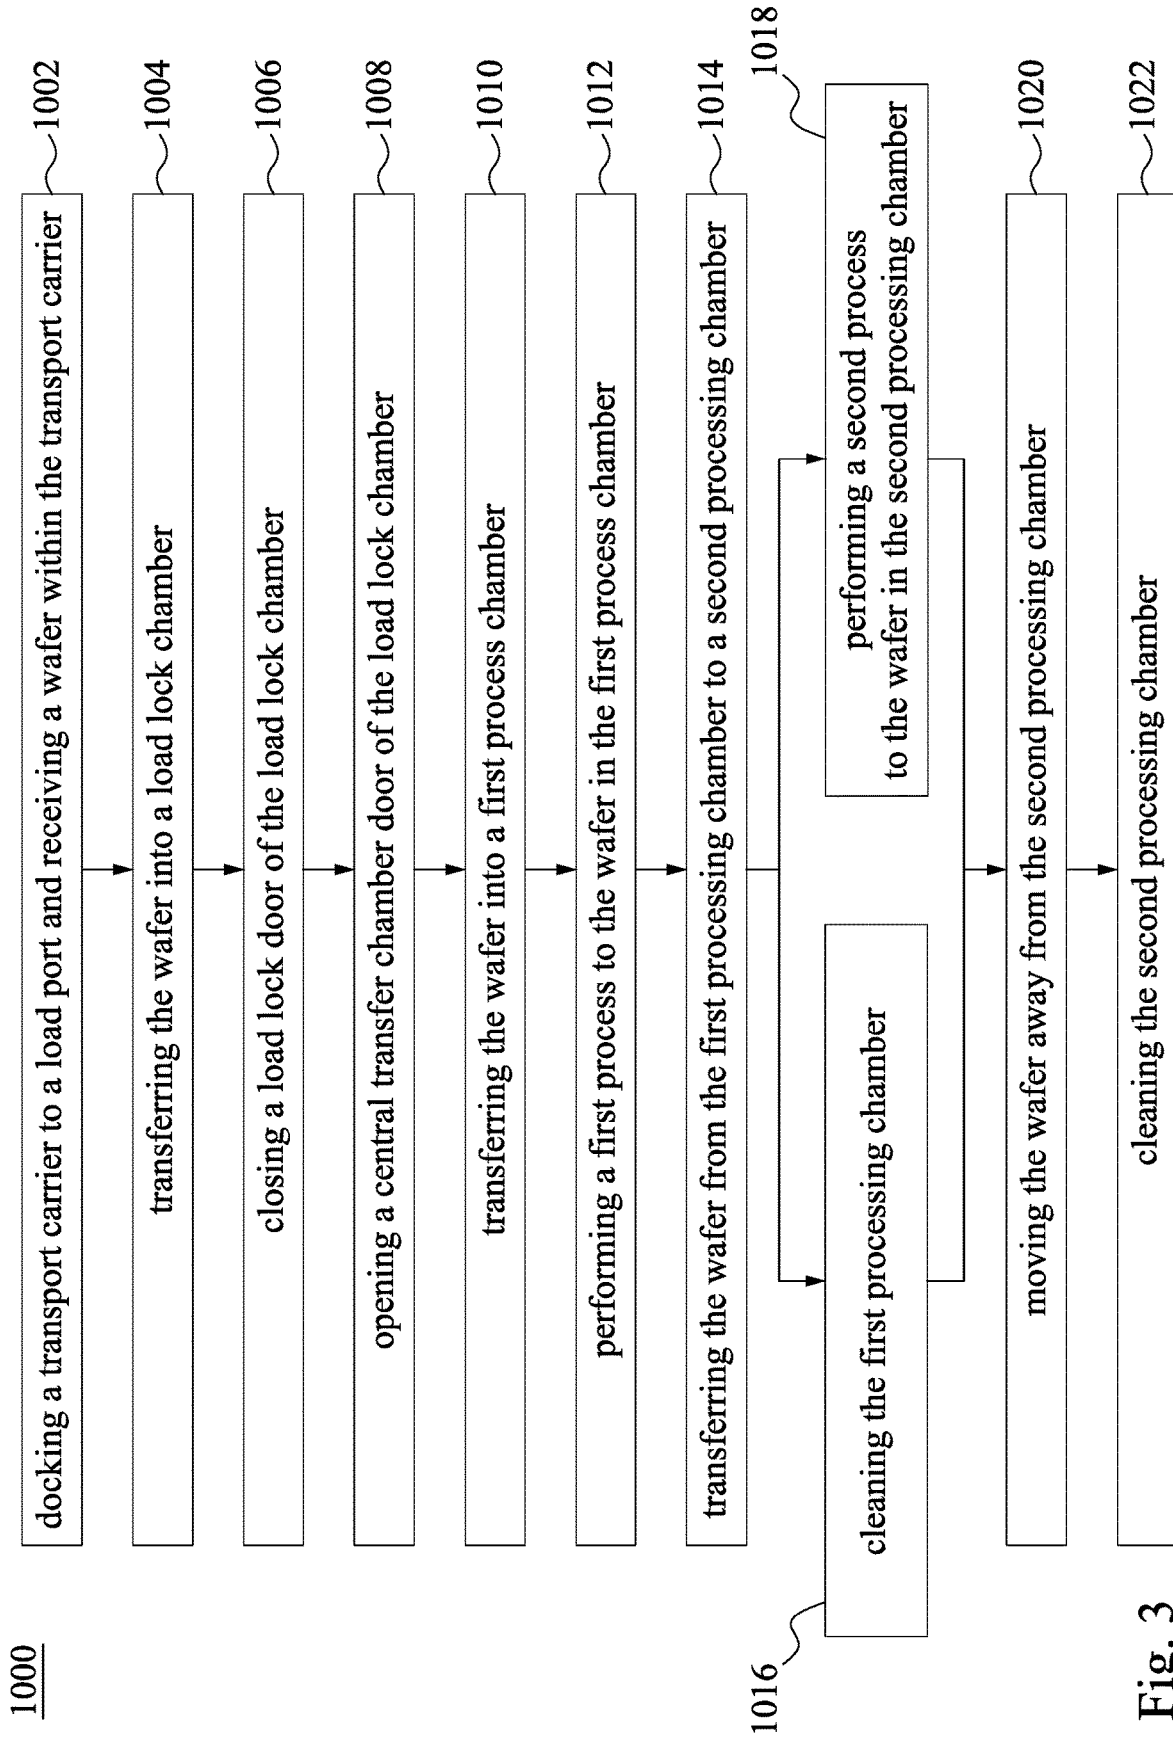 1000
docking a transport carrier to a load port and receiving a wafer within the transport carrier
1002
transferring the wafer into a load lock chamber
1004
closing a load lock door of the load lock chamber
1006
opening a central transfer chamber door of the load lock chamber
1008
transferring the wafer into a first process chamber
1010
performing a first process to the wafer in the first process chamber
1012
transferring the wafer from the first processing chamber to a second processing chamber
1014
1016
cleaning the first processing chamber
performing a second process
to the wafer in the second processing chamber
1018
moving the wafer away from the second processing chamber
1020
cleaning the second processing chamber
1022
Fig. 3